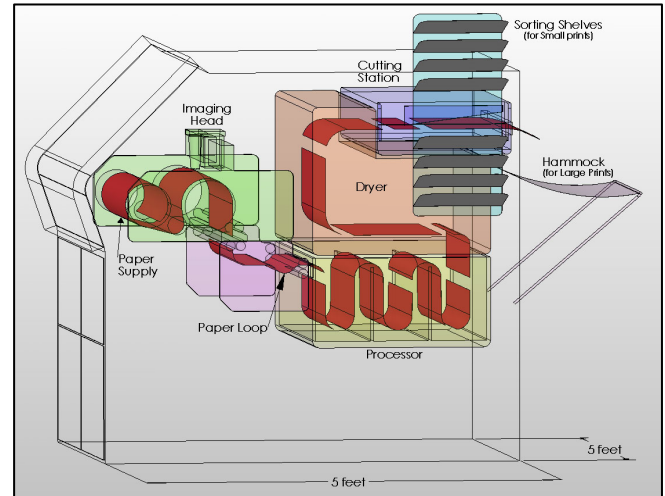 Sorting Shelves
(for Small prints)
Cutting
Station
Imaging
Head
Hammock
(for Large Prints)
Dryer
Paper
Supply
Paper Loop
Processor
5 feet
5 feet